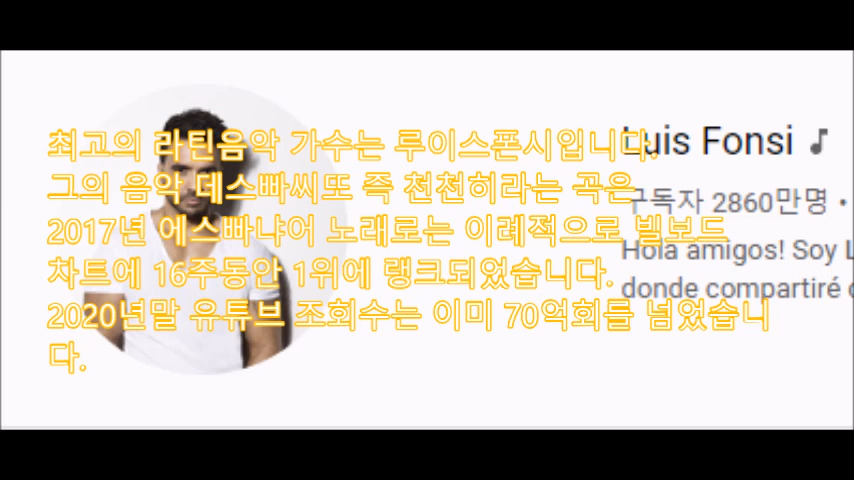 최고의 라틴음악 가수는 루이스폰시입니다.
그의 음악 데스빠씨또 즉 천천히라는 곡은
2017년 에스빠냐어 노래로는 이례적으로 빌보드
차트에 16주동안 1위에 랭크되었습니다.
2020년말 유튜브 조회수는 이미 70억회를 넘었습니
다.
Luis Fonsi
구독자 2860만명 •
Hola amigos! Soy L
donde compartiré